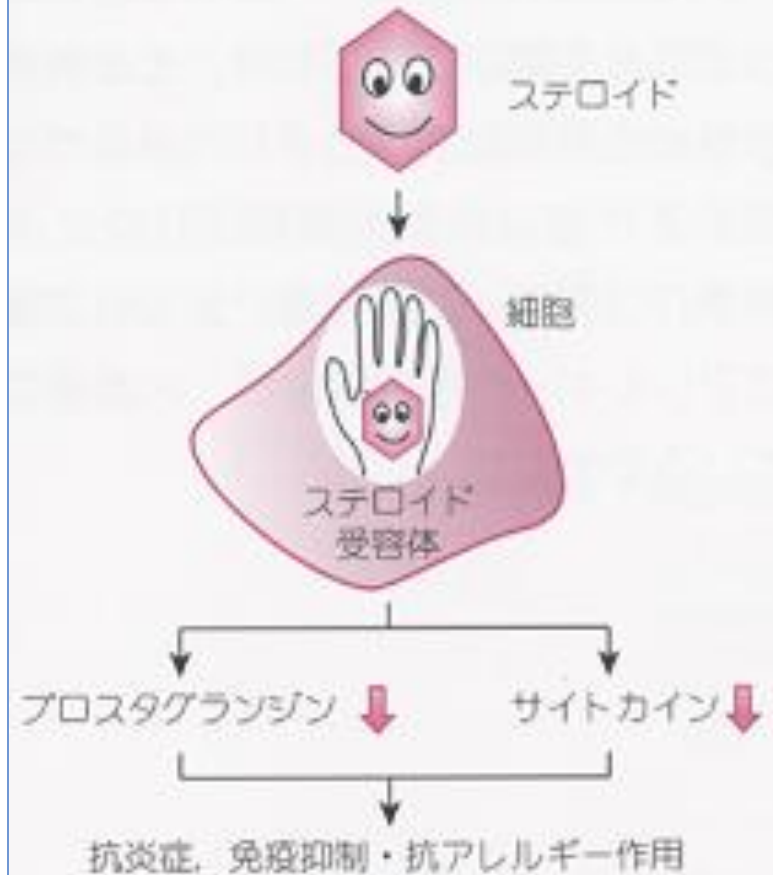 ステロイド
細胞
ステロイド
受容体
プロスタグランジン
サイトカイン
抗炎症，免疫抑制・抗アレルギー作用